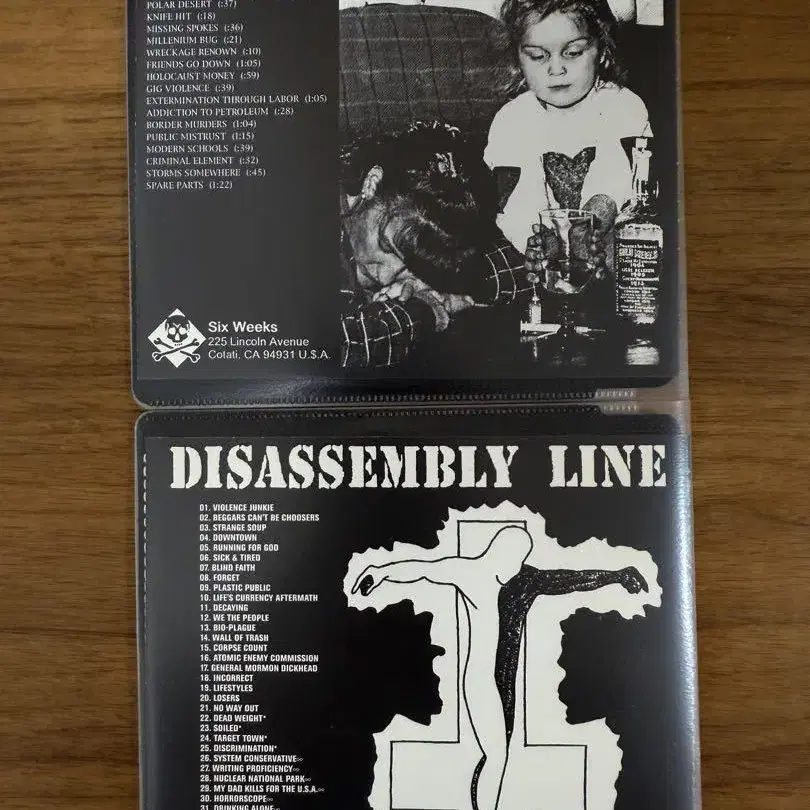 POLAR DESERT (:37)
KNIFE HIT (:18)
MISSING SPOKES (:36)
MILLENIUM BUG (:21)
WRECKAGE RENOWN (:10)
FRIENDS GO DOWN (1:05)
HOLOCAUST MONEY (:59)
GIG VIOLENCE (:39)
EXTERMINATION THROUGH LABOR (1:05)
ADDICTION TO PETROLEUM (:28)
BORDER MURDERS (1:04)
PUBLIC MISTRUST (1:15)
MODERN SCHOOLS (:39)
CRIMINAL ELEMENT (:32)
STORMS SOMEWHERE (:45)
SPARE PARTS (1:22)
Six Weeks
225 Lincoln Avenue
Cotati, CA 94931 U.$.A.
DISASSEMBLY LINE
01. VIOLENCE JUNKIE
02. BEGGARS CAN'T BE CHOOSERS
03. STRANGE SOUP
04. DOWNTOWN
05. RUNNING FOR GOD
06. SICK & TIRED
07. BLIND FAITH
08. FORGET
09. PLASTIC PUBLIC
10. LIFE'S CURRENCY AFTERMATH
11. DECAYING
12. WE THE PEOPLE
13. BIO-PLAGUE
14. WALL OF TRASH
15. CORPSE COUNT
16. ATOMIC ENEMY COMMISSION
17. GENERAL MORMON DICKHEAD
18. INCORRECT
19. LIFESTYLES
20. LOSERS
21. NO WAY OUT
22. DEAD WEIGHT*
23. SOILED*
24. TARGET TOWN*
25. DISCRIMINATION*
26. SYSTEM CONSERVATIVE∞
27. WRITING PROFICIENCY∞
28. NUCLEAR NATIONAL PARK∞
29. MY DAD KILLS FOR THE U.S.A.∞
30. HORRORSCOPE∞
31. DRINKING ALONE∞